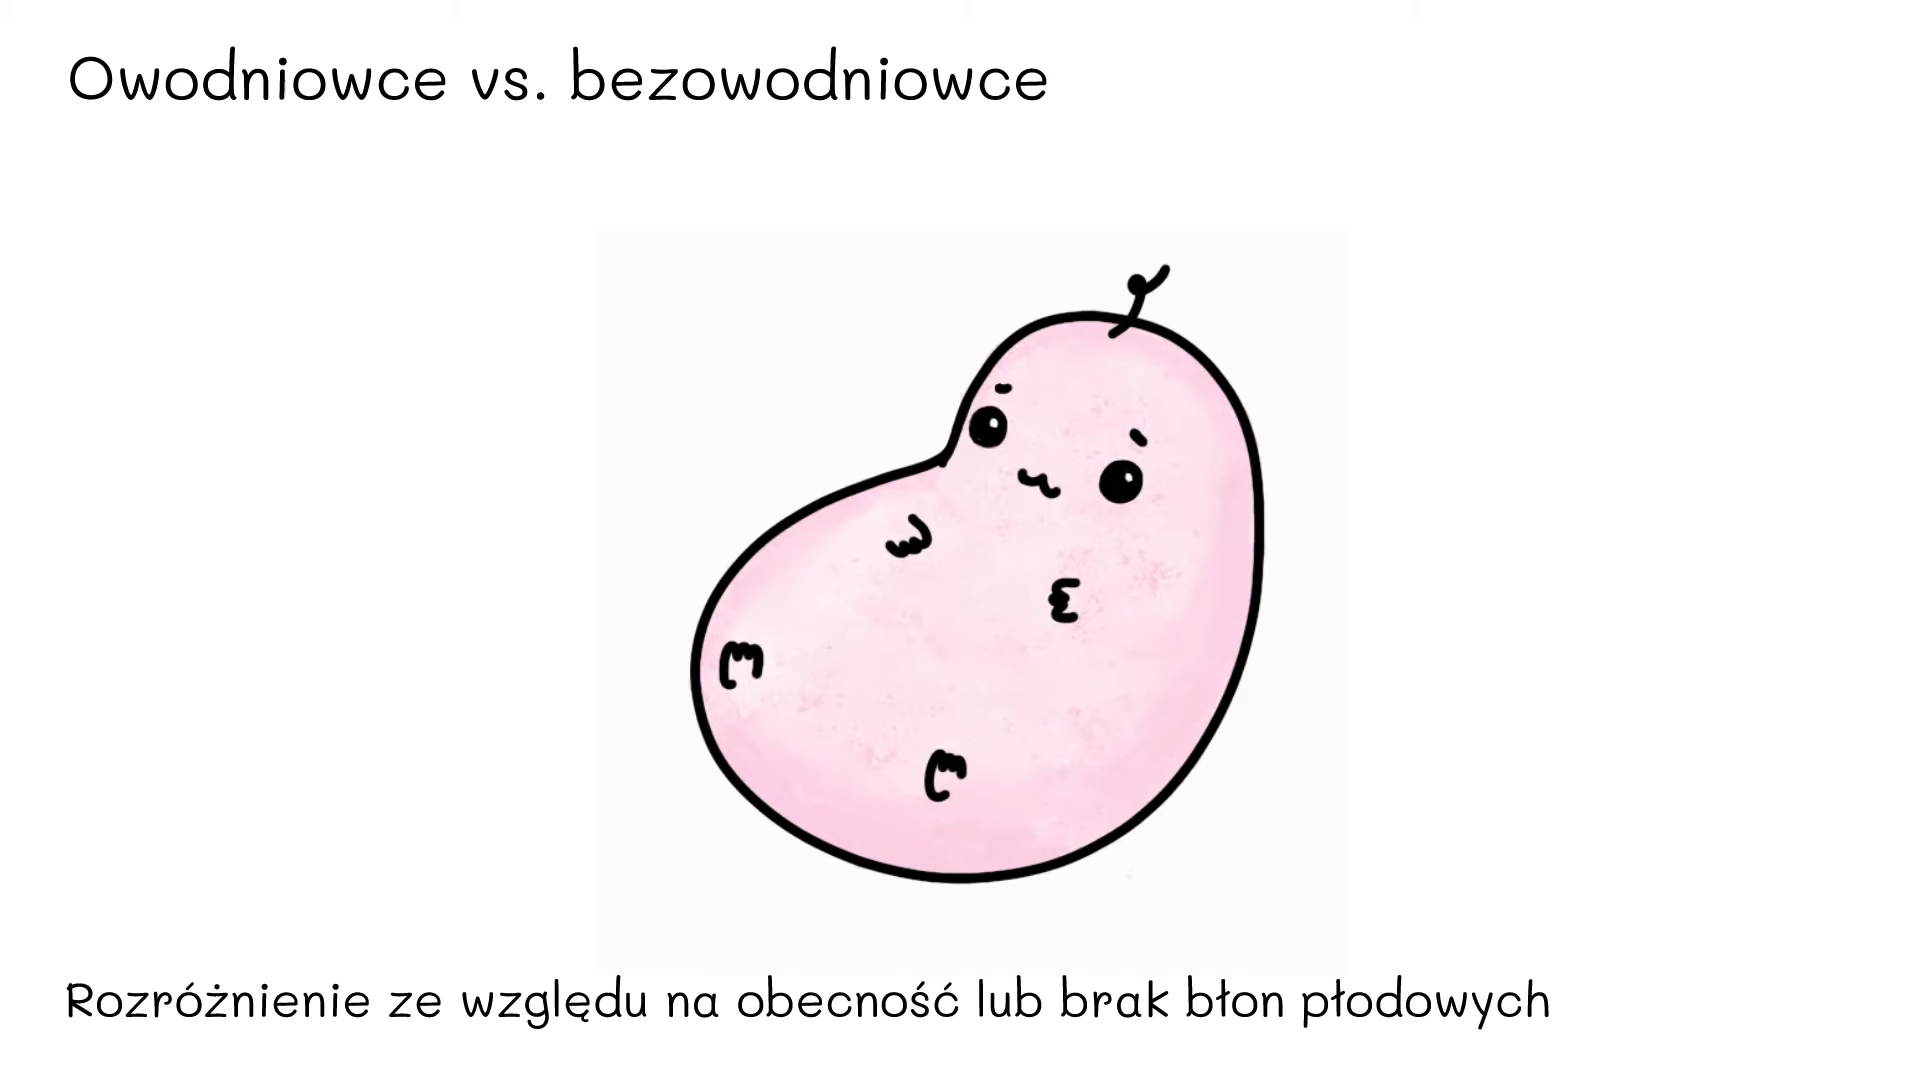 Owodniowce vs. bezowodniowce
Rozróżnienie ze względu na obecność lub brak błon płodowych